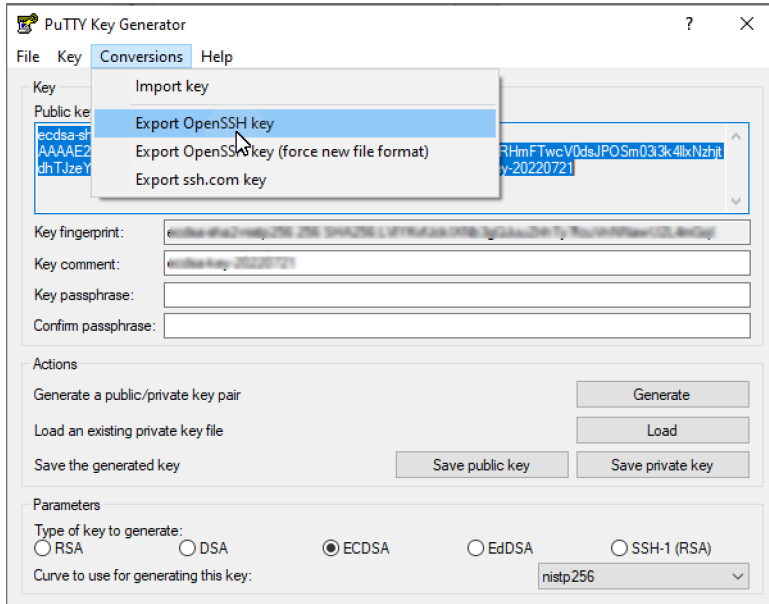 PuTTY Key Generator ? ×
File Key Conversions Help
Key
Import key
Public ke
Export OpenSSH key
ecdsa-sh
Export OpenSSH key (force new file format)
AAAAE2 RHmFTwcV0dsJPOSm03i3k4llxNzhjt
dhTJzeY y-20220721
Export ssh.com key
Key fingerprint:
Key comment: ecdsa-key-20220721
Key passphrase:
Confirm passphrase:
Actions
Generate a public/private key pair Generate
Load an existing private key file Load
Save the generated key Save public key Save private key
Parameters
Type of key to generate:
RSA DSA ECDSA EdDSA SSH-1 (RSA)
Curve to use for generating this key: nistp256